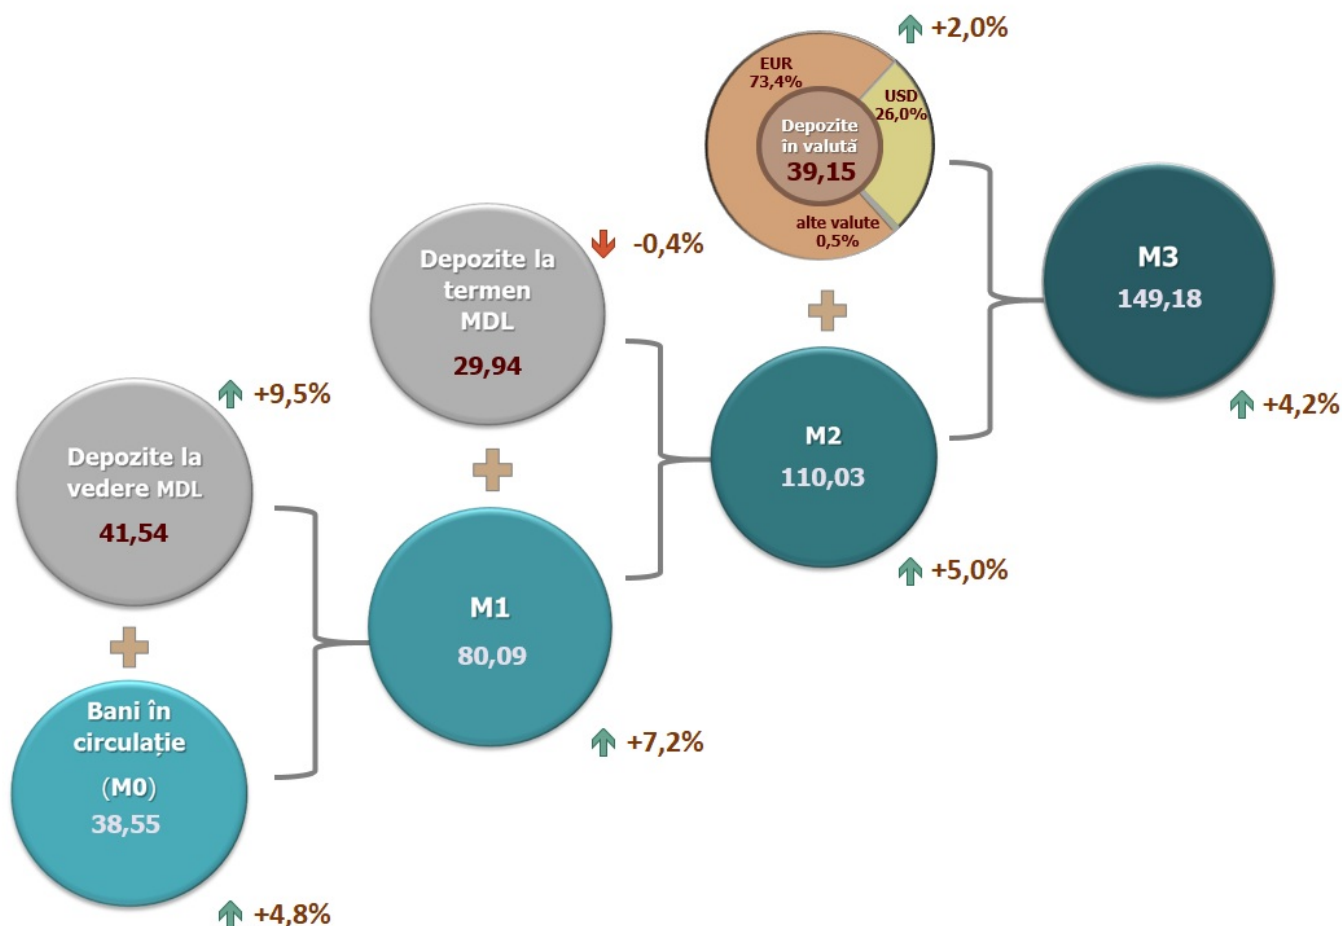 +2,0%
EUR
73,4%
USD
26,0%
Depozite
în valută
39,15
alte valute
0,5%
M3
149,18
+4,2%
-0,4%
Depozite la
termen
MDL
29,94
M2
110,03
+5,0%
+9,5%
Depozite la
vedere MDL
41,54
M1
80,09
+7,2%
Bani în
circulație
(M0)
38,55
+4,8%